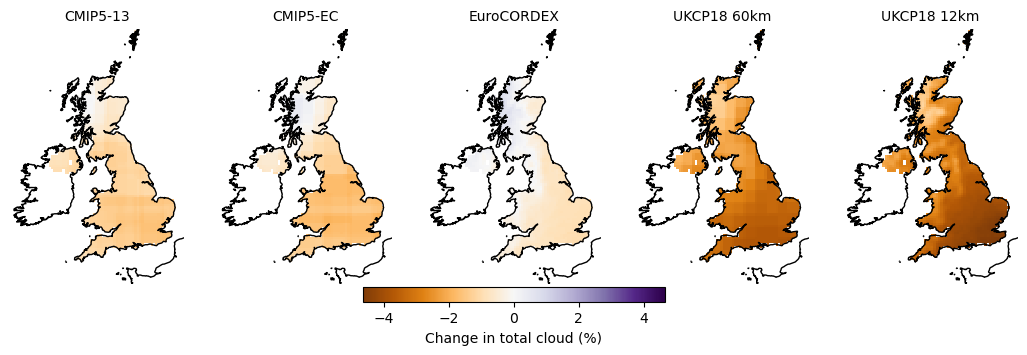 CMIP5-13 CMIP5-EC EuroCORDEX UKCP18 60km UKCP18 12km
−4 −2 0 2 4
Change in total cloud (%)